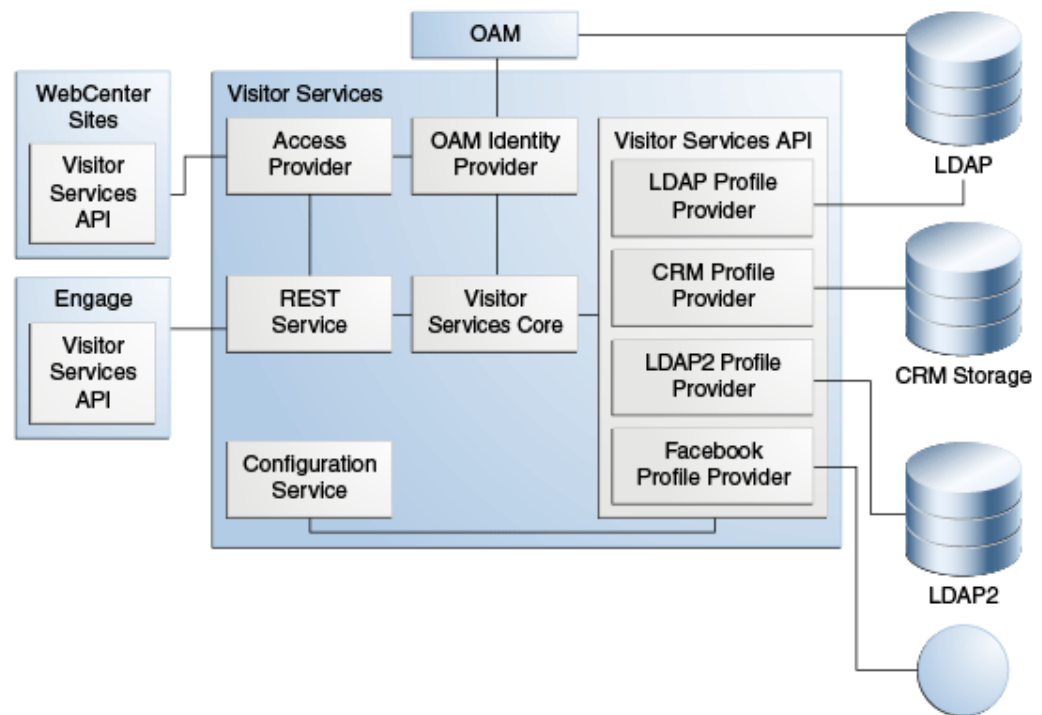 OAM
WebCenter
Sites
Visitor
Services
API
Visitor Services
Access
Provider
OAM Identity
Provider
Visitor Services API
LDAP Profile
Provider
LDAP
CRM Profile
Provider
CRM Storage
Engage
Visitor
Services
API
REST
Service
Visitor
Services Core
LDAP2 Profile
Provider
Configuration
Service
Facebook
Profile Provider
LDAP2